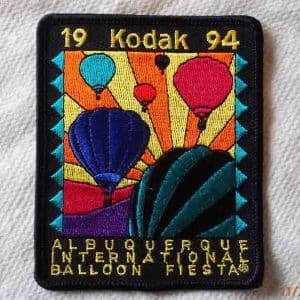 19 Kodak 94
ALBUQUERQUE
INTERNATIONAL
BALLOON FIESTA®